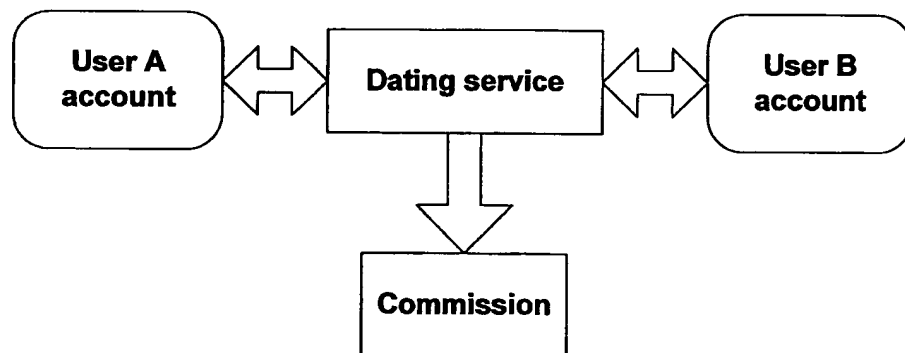 User A
account
Dating service
User B
account
Commission